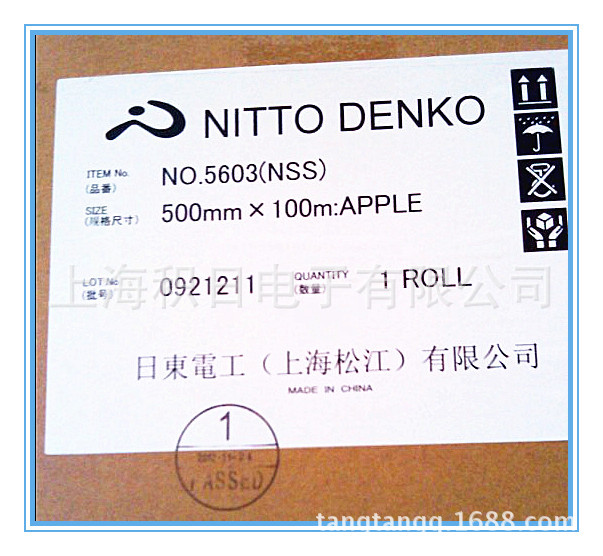 NITTO DENKO
ITEM No. NO.5603(NSS)
(品番)
SIZE 500mm×100m:APPLE
(规格尺寸)
LOT No 0921211 QUANTITY 1 ROLL
(批号) (数量)
上海积日电子有限公司
日東電工（上海松江）有限公司
MADE IN CHINA
1
PASSED
tangtangq.1688.com